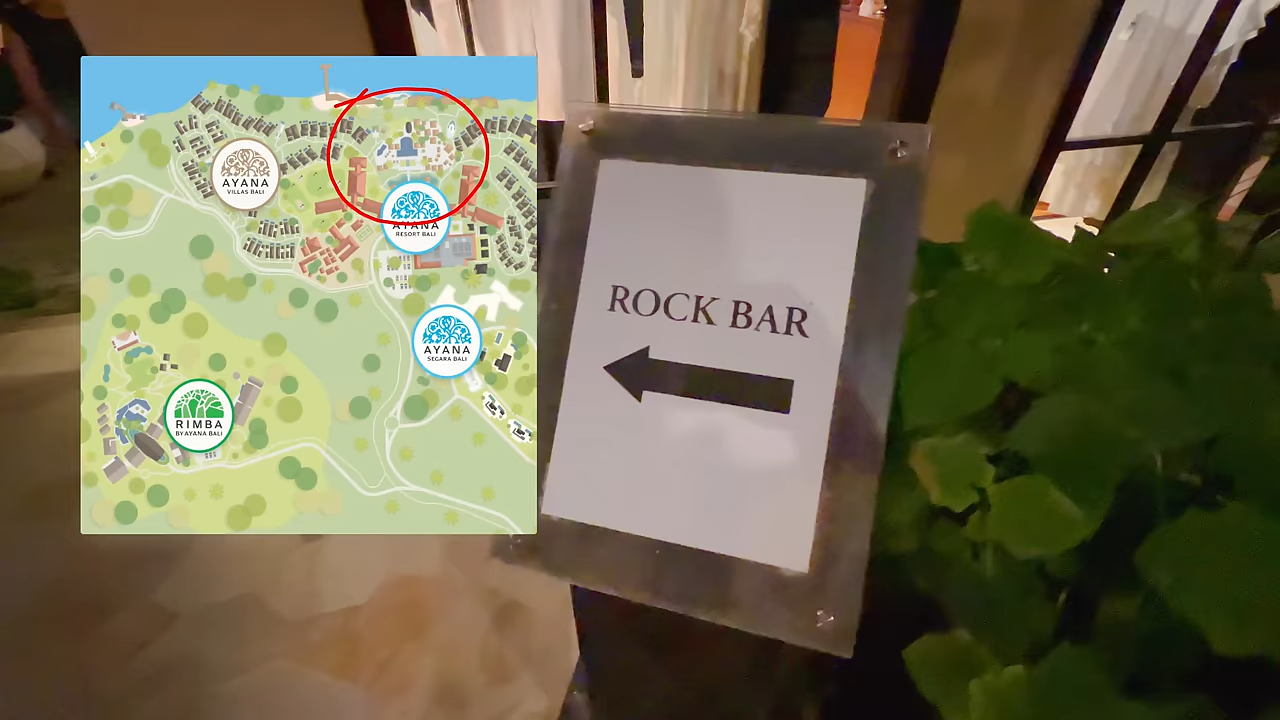 AYANA
VILLAS BALI
AYANA
RESORT BALI
AYANA
SEGARA BALI
RIMBA
BY AYANA BALI
ROCK BAR